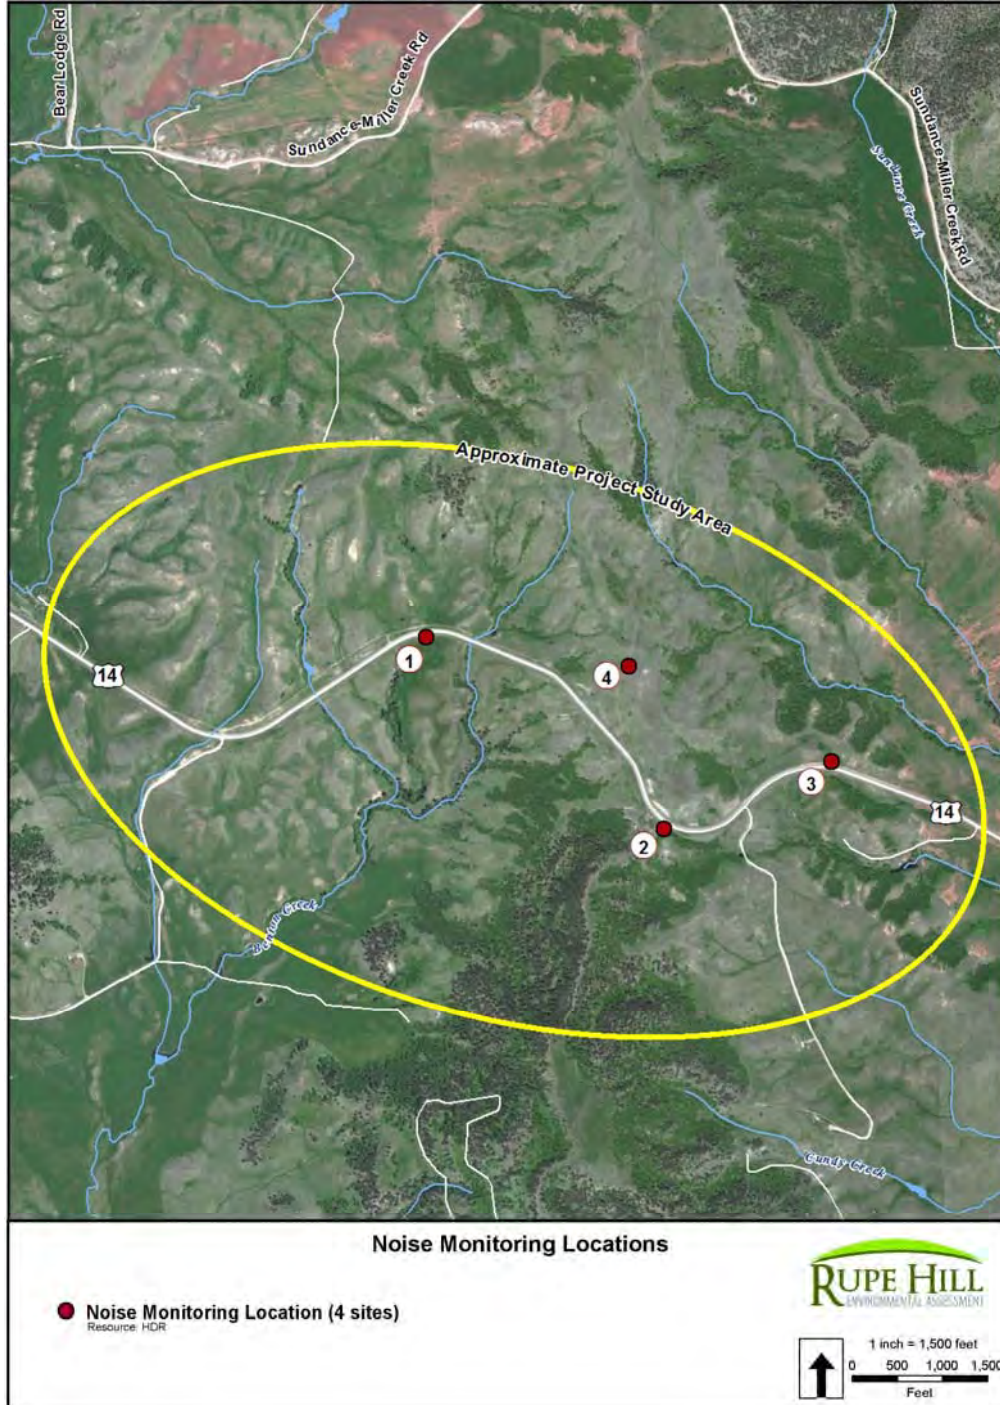 Bear Lodge Rd
Sundance-Miller Creek Rd
Sundance-Miller Creek Rd
Sundance Creek
Approximate Project Study Area
14
1
4
3
14
2
Benton Creek
Cundy Creek
Noise Monitoring Locations
Noise Monitoring Location (4 sites)
Resource: HDR
RUPE HILL
ENVIRONMENTAL ASSESSMENT
1 inch = 1,500 feet
0 500 1,000 1,500
Feet